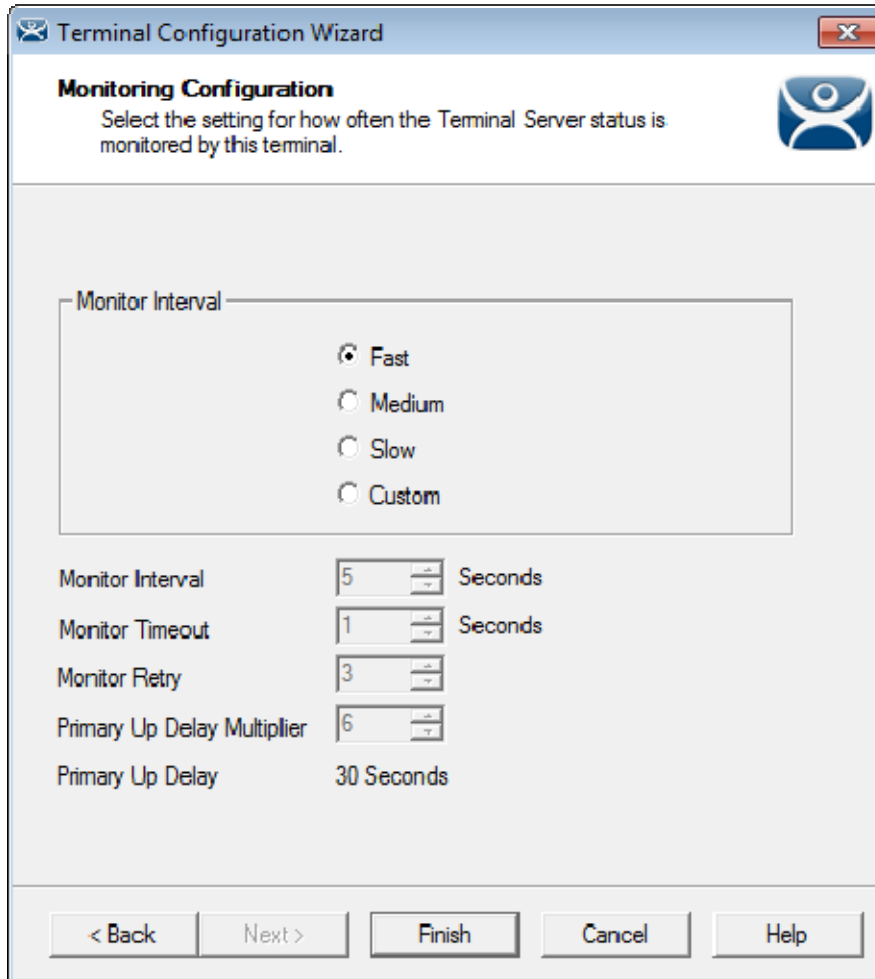 Terminal Configuration Wizard
Monitoring Configuration
Select the setting for how often the Terminal Server status is
monitored by this terminal.
Monitor Interval
Fast
Medium
Slow
Custom
Monitor Interval 5 Seconds
Monitor Timeout 1 Seconds
Monitor Retry 3
Primary Up Delay Multiplier 6
Primary Up Delay 30 Seconds
< Back Next > Finish Cancel Help